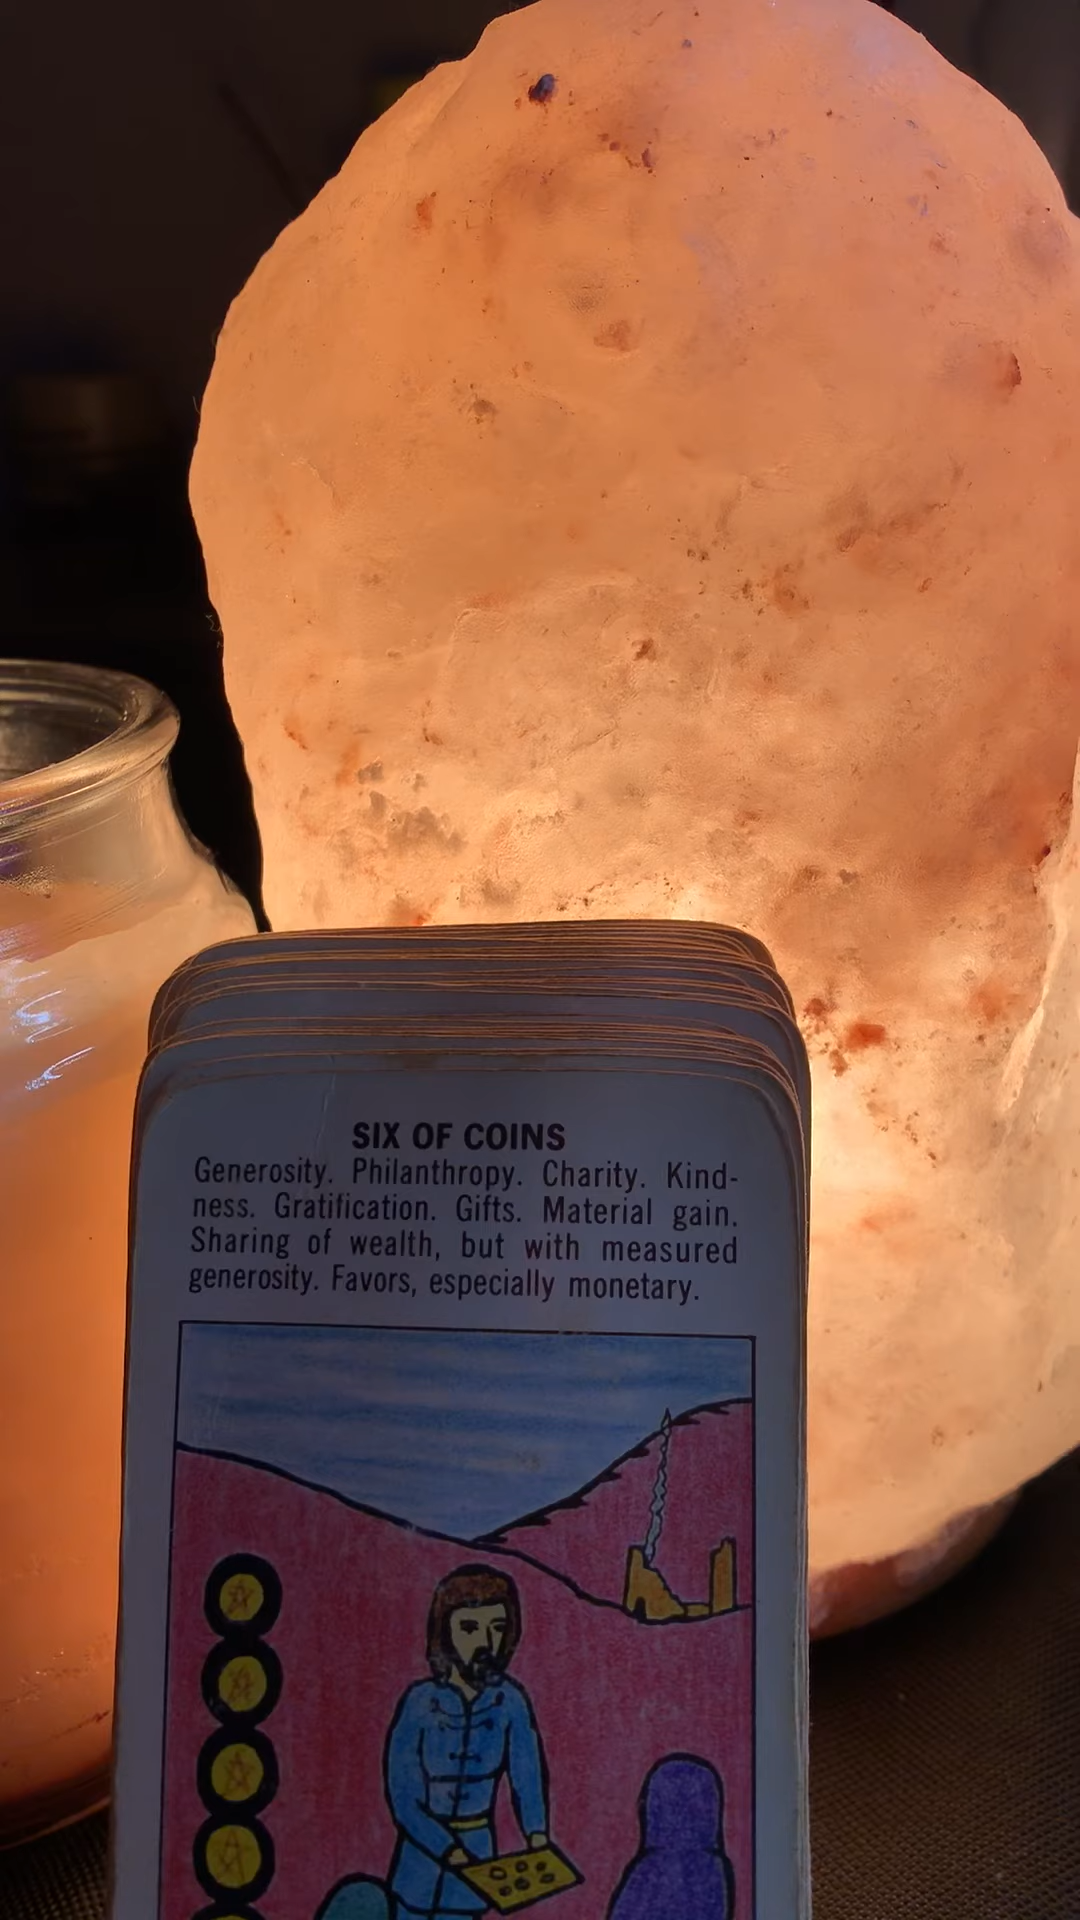 SIX OF COINS
Generosity. Philanthropy. Charity. Kind-
ness. Gratification. Gifts. Material gain.
Sharing of wealth, but with measured
generosity. Favors, especially monetary.